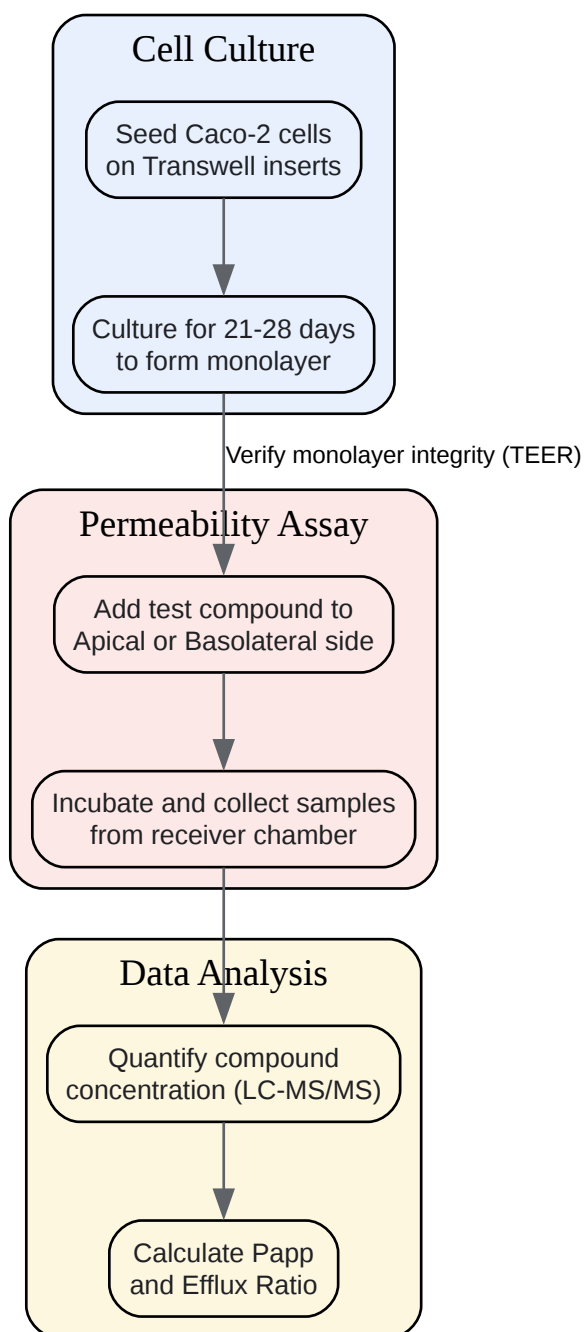 Cell Culture
Seed Caco-2 cells
on Transwell inserts
Culture for 21-28 days
to form monolayer
Verify monolayer integrity (TEER)
Permeability Assay
Add test compound to
Apical or Basolateral side
Incubate and collect samples
from receiver chamber
Data Analysis
Quantify compound
concentration (LC-MS/MS)
Calculate Papp
and Efflux Ratio